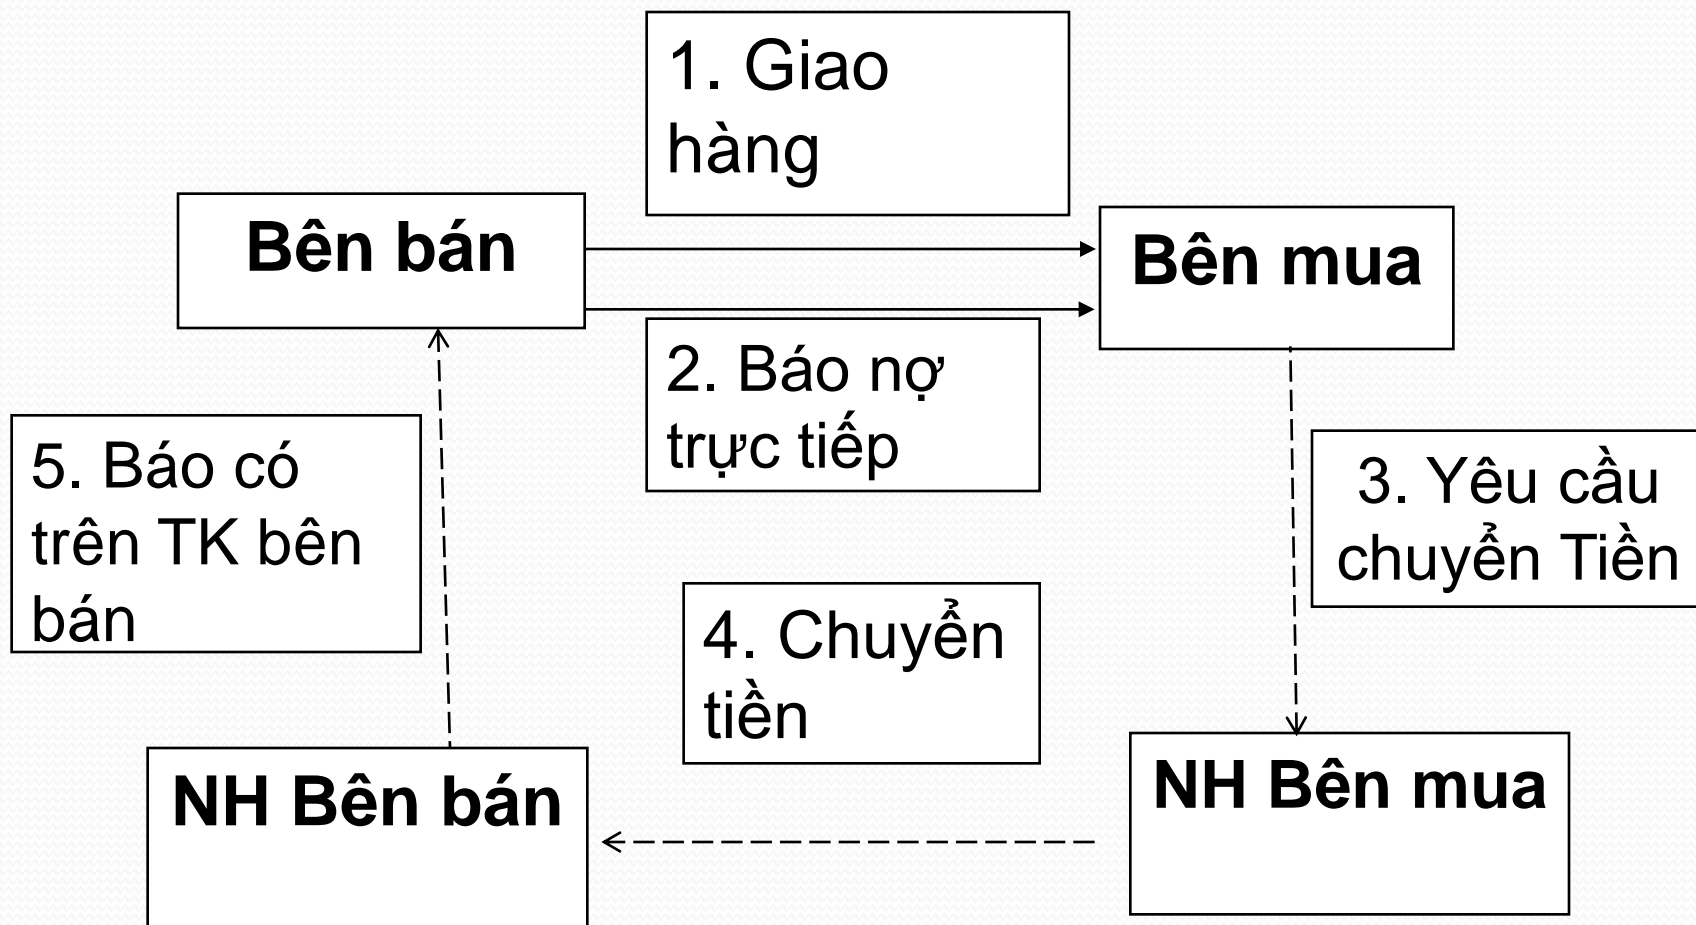 1. Giao
hàng
Bên bán
Bên mua
2. Báo nợ
trực tiếp
5. Báo có
trên TK bên
bán
3. Yêu cầu
chuyển Tiền
4. Chuyển
tiền
NH Bên bán
NH Bên mua